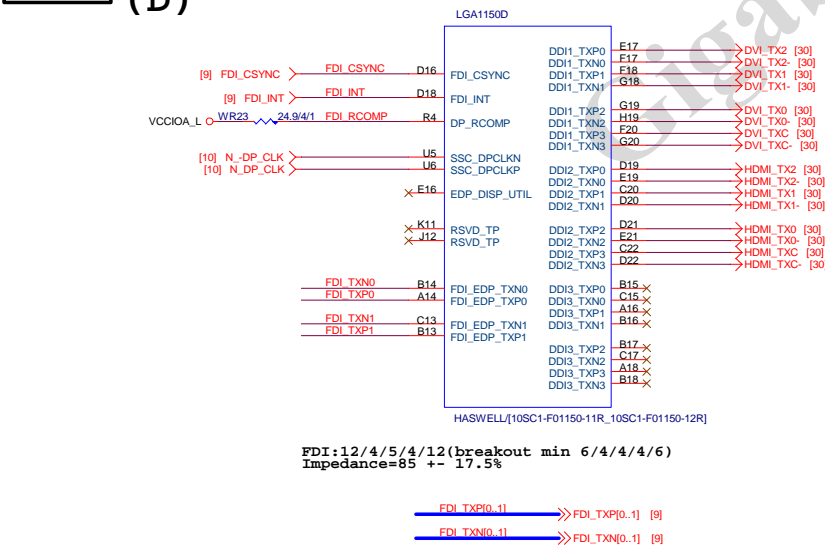 (D)
LGA1150D
[9] FDI_CSYNC FDI_CSYNC D16 FDI_CSYNC
[9] FDI_INT FDI_INT D18 FDI_INT
VCCIOA_L WR23 24.9/4/1 FDI_RCOMP R4 DP_RCOMP
[10] N_-DP_CLK U5 SSC_DPCLKN
[10] N_DP_CLK U6 SSC_DPCLKP
E16 EDP_DISP_UTIL
K11 RSVD_TP
J12 RSVD_TP
FDI_TXN0 B14 FDI_EDP_TXN0
FDI_TXP0 A14 FDI_EDP_TXP0
FDI_TXN1 C13 FDI_EDP_TXN1
FDI_TXP1 B13 FDI_EDP_TXP1
DDI1_TXP0 E17 DVI_TX2 [30]
DDI1_TXN0 F17 DVI_TX2- [30]
DDI1_TXP1 F18 DVI_TX1 [30]
DDI1_TXN1 G18 DVI_TX1- [30]
DDI1_TXP2 G19 DVI_TX0 [30]
DDI1_TXN2 H19 DVI_TX0- [30]
DDI1_TXP3 F20 DVI_TXC [30]
DDI1_TXN3 G20 DVI_TXC- [30]
DDI2_TXP0 D19 HDMI_TX2 [30]
DDI2_TXN0 E19 HDMI_TX2- [30]
DDI2_TXP1 C20 HDMI_TX1 [30]
DDI2_TXN1 D20 HDMI_TX1- [30]
DDI2_TXP2 D21 HDMI_TX0 [30]
DDI2_TXN2 E21 HDMI_TX0- [30]
DDI2_TXP3 C22 HDMI_TXC [30]
DDI2_TXN3 D22 HDMI_TXC- [30
DDI3_TXP0 B15
DDI3_TXN0 C15
DDI3_TXP1 A16
DDI3_TXN1 B16
DDI3_TXP2 B17
DDI3_TXN2 C17
DDI3_TXP3 A18
DDI3_TXN3 B18
HASWELL/[10SC1-F01150-11R_10SC1-F01150-12R]
FDI:12/4/5/4/12(breakout min 6/4/4/4/6)
Impedance=85 +- 17.5%
FDI_TXP[0..1] FDI_TXP[0..1] [9]
FDI_TXN[0..1] FDI_TXN[0..1] [9]
Gigab